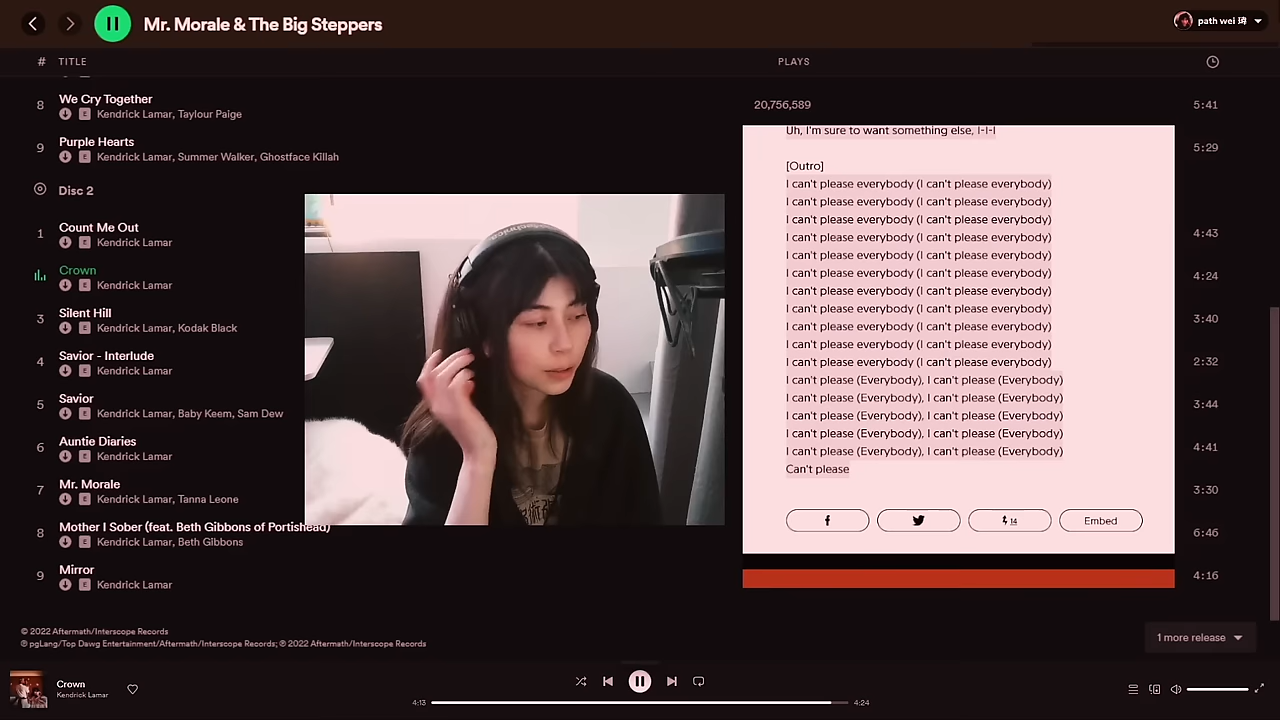 Mr. Morale & The Big Steppers
path wei 瑋
# TITLE PLAYS
8 We Cry Together 20,756,589 5:41
E Kendrick Lamar, Taylour Paige
9 Purple Hearts 5:29
E Kendrick Lamar, Summer Walker, Ghostface Killah
Disc 2
1 Count Me Out 4:43
E Kendrick Lamar
Crown 4:24
E Kendrick Lamar
3 Silent Hill 3:40
E Kendrick Lamar, Kodak Black
4 Savior - Interlude 2:32
E Kendrick Lamar
5 Savior 3:44
E Kendrick Lamar, Baby Keem, Sam Dew
6 Auntie Diaries 4:41
E Kendrick Lamar
7 Mr. Morale 3:30
E Kendrick Lamar, Tanna Leone
8 Mother I Sober (feat. Beth Gibbons of Portishead) 6:46
E Kendrick Lamar, Beth Gibbons
9 Mirror 4:16
E Kendrick Lamar
Uh, I'm sure to want something else, I-I-I
[Outro]
I can't please everybody (I can't please everybody)
I can't please everybody (I can't please everybody)
I can't please everybody (I can't please everybody)
I can't please everybody (I can't please everybody)
I can't please everybody (I can't please everybody)
I can't please everybody (I can't please everybody)
I can't please everybody (I can't please everybody)
I can't please everybody (I can't please everybody)
I can't please everybody (I can't please everybody)
I can't please everybody (I can't please everybody)
I can't please everybody (I can't please everybody)
I can't please (Everybody), I can't please (Everybody)
I can't please (Everybody), I can't please (Everybody)
I can't please (Everybody), I can't please (Everybody)
I can't please (Everybody), I can't please (Everybody)
I can't please (Everybody), I can't please (Everybody)
Can't please
14 Embed
© 2022 Aftermath/Interscope Records
℗ pgLang/Top Dawg Entertainment/Aftermath/Interscope Records; ℗ 2022 Aftermath/Interscope Records
1 more release
Crown
Kendrick Lamar
4:13 4:24